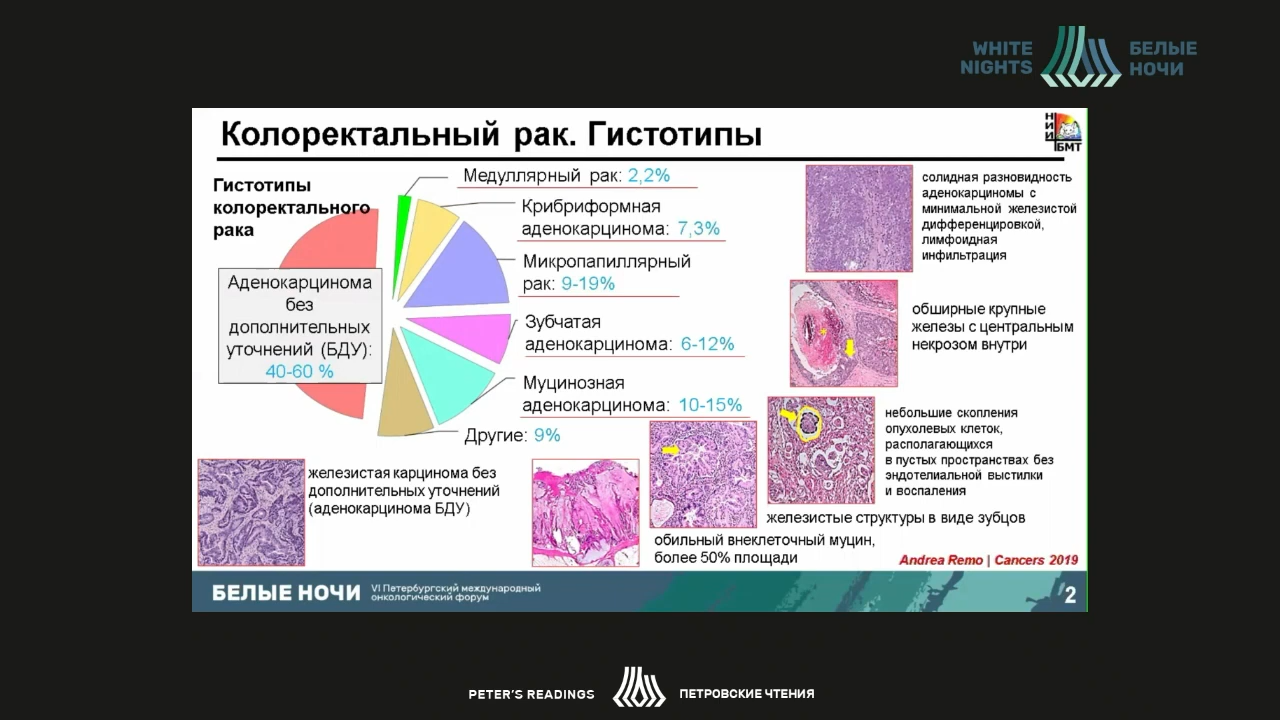 WHITE
NIGHTS
БЕЛЫЕ
НОЧИ
Колоректальный рак. Гистотипы
НИИ
БМТ
Гистотипы
колоректального
рака
Аденокарцинома
без
дополнительных
уточнений (БДУ):
40-60 %
Медуллярный рак: 2,2%
Крибриформная
аденокарцинома: 7,3%
Микропапиллярный
рак: 9-19%
Зубчатая
аденокарцинома: 6-12%
Муцинозная
аденокарцинома: 10-15%
Другие: 9%
солидная разновидность
аденокарциномы с
минимальной железистой
дифференцировкой,
лимфоидная
инфильтрация
обширные крупные
железы с центральным
некрозом внутри
небольшие скопления
опухолевых клеток,
располагающихся
в пустых пространствах без
эндотелиальной выстилки
и воспаления
железистые структуры в виде зубцов
железистая карцинома без
дополнительных уточнений
(аденокарцинома БДУ)
обильный внеклеточный муцин,
более 50% площади
Andrea Remo | Cancers 2019
БЕЛЫЕ НОЧИ
VI Петербургский международный
онкологический форум
2
PETER'S READINGS
ПЕТРОВСКИЕ ЧТЕНИЯ